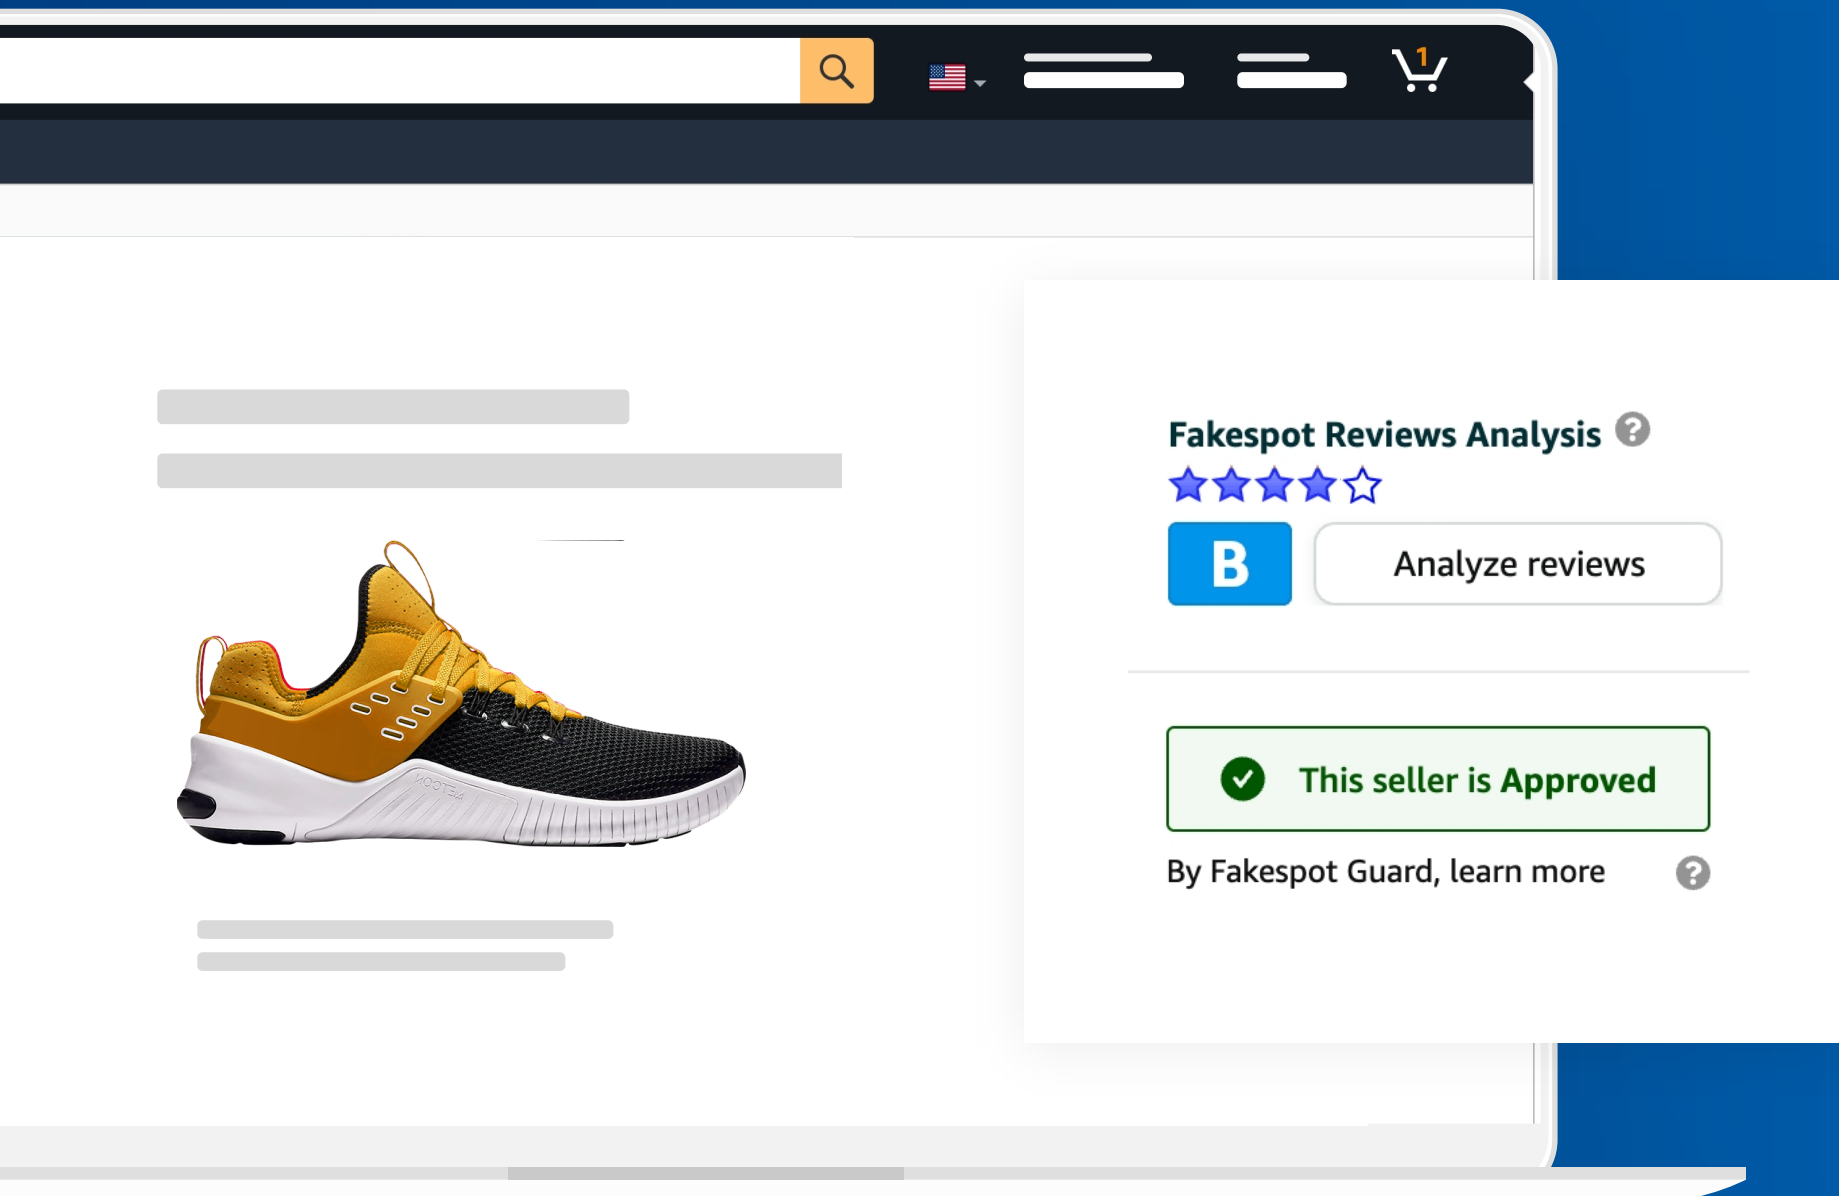 1
Fakespot Reviews Analysis
B
Analyze reviews
This seller is Approved
By Fakespot Guard, learn more